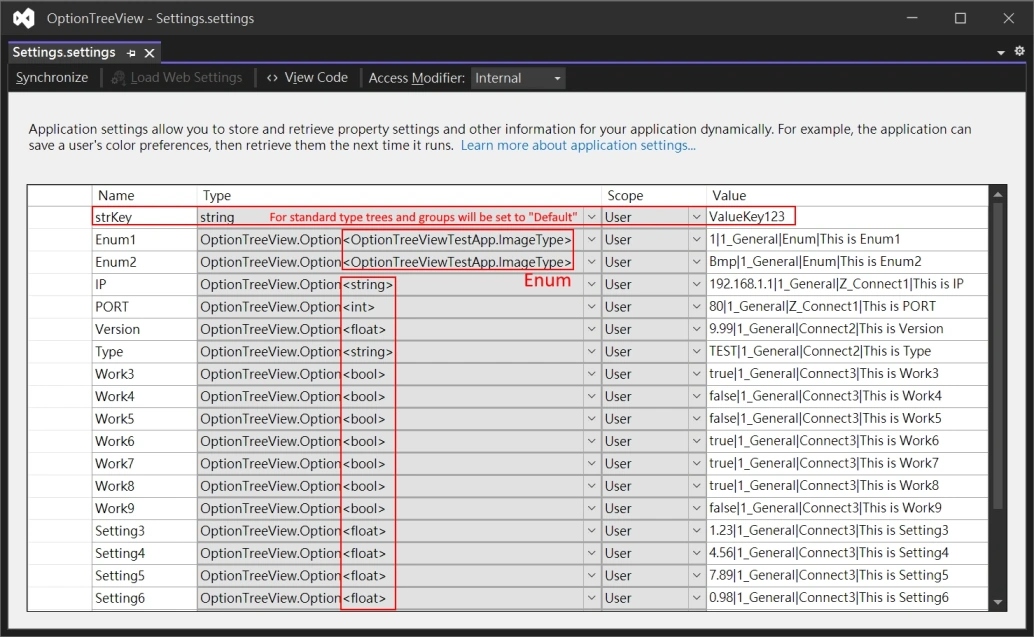 OptionTreeView - Settings.settings
Settings.settings
Synchronize Load Web Settings <> View Code Access Modifier: Internal
Application settings allow you to store and retrieve property settings and other information for your application dynamically. For example, the application can
save a user's color preferences, then retrieve them the next time it runs. Learn more about application settings...
Name Type Scope Value
strKey string For standard type trees and groups will be set to "Default" User ValueKey123
Enum1 OptionTreeView.Option<OptionTreeViewTestApp.ImageType> User 1|1_General|Enum|This is Enum1
Enum2 OptionTreeView.Option<OptionTreeViewTestApp.ImageType> User Bmp|1_General|Enum|This is Enum2
Enum
IP OptionTreeView.Option<string> User 192.168.1.1|1_General|Z_Connect1|This is IP
PORT OptionTreeView.Option<int> User 80|1_General|Z_Connect1|This is PORT
Version OptionTreeView.Option<float> User 9.99|1_General|Connect2|This is Version
Type OptionTreeView.Option<string> User TEST|1_General|Connect2|This is Type
Work3 OptionTreeView.Option<bool> User true|1_General|Connect3|This is Work3
Work4 OptionTreeView.Option<bool> User false|1_General|Connect3|This is Work4
Work5 OptionTreeView.Option<bool> User false|1_General|Connect3|This is Work5
Work6 OptionTreeView.Option<bool> User true|1_General|Connect3|This is Work6
Work7 OptionTreeView.Option<bool> User true|1_General|Connect3|This is Work7
Work8 OptionTreeView.Option<bool> User true|1_General|Connect3|This is Work8
Work9 OptionTreeView.Option<bool> User false|1_General|Connect3|This is Work9
Setting3 OptionTreeView.Option<float> User 1.23|1_General|Connect3|This is Setting3
Setting4 OptionTreeView.Option<float> User 4.56|1_General|Connect3|This is Setting4
Setting5 OptionTreeView.Option<float> User 7.89|1_General|Connect3|This is Setting5
Setting6 OptionTreeView.Option<float> User 0.98|1_General|Connect3|This is Setting6